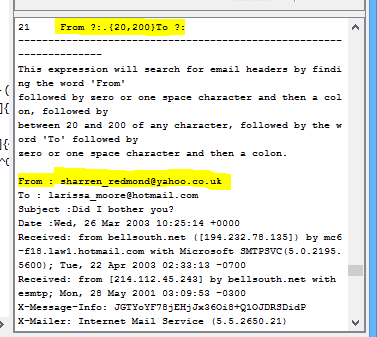 21 From ?:.{20,200}To ?:
----------------------------------------------------
-------------
This expression will search for email headers by findi
ng the word 'From'
followed by zero or one space character and then a col
on, followed by
between 20 and 200 of any character, followed by the w
ord 'To' followed by
zero or one space character and then a colon.
From : sharren_redmond@yahoo.co.uk
To : larissa_moore@hotmail.com
Subject :Did I bother you?
Date :Wed, 26 Mar 2003 10:25:14 +0000
Received: from bellsouth.net ([194.232.78.135]) by mc6
-f18.law1.hotmail.com with Microsoft SMTPSVC(5.0.2195.
5600); Tue, 22 Apr 2003 02:33:13 -0700
Received: from [214.112.45.243] by bellsouth.net with
esmtp; Mon, 28 May 2001 03:09:53 -0300
X-Message-Info: JGTYoYF78jEHjJx36Oi8+Q1OJDRSDidP
X-Mailer: Internet Mail Service (5.5.2650.21)